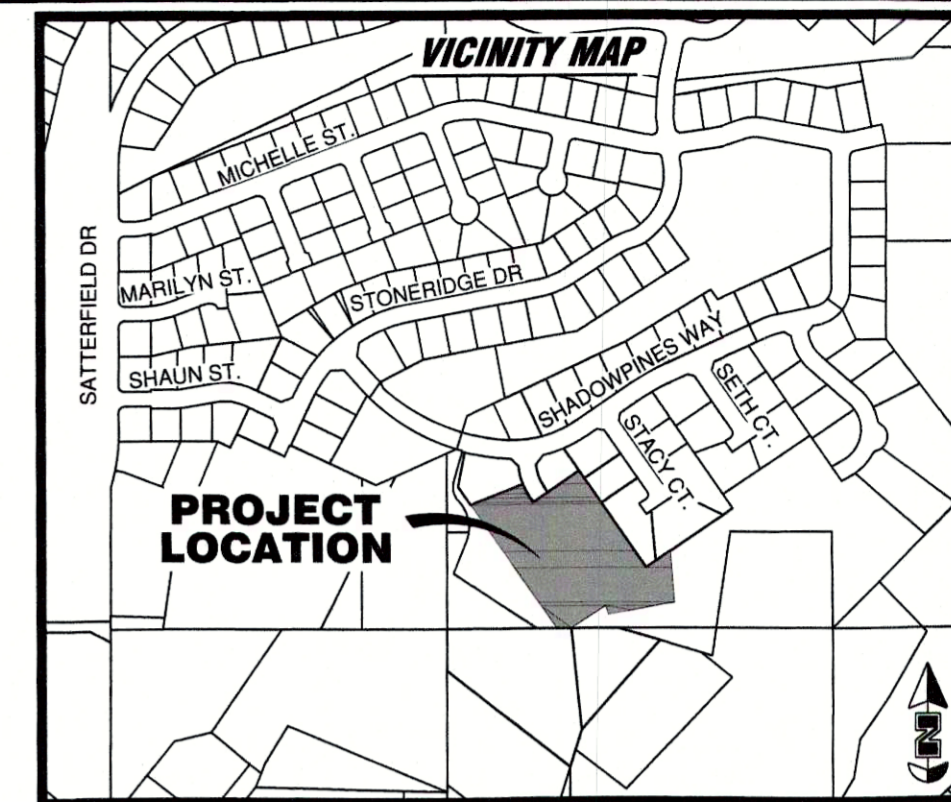 VICINITY MAP
MICHELLE ST.
SATTERFIELD DR
MARILYN ST.
STONERIDGE DR
SHAUN ST.
SHADOWPINES WAY
SETH CT.
STACY CT.
PROJECT
LOCATION
N